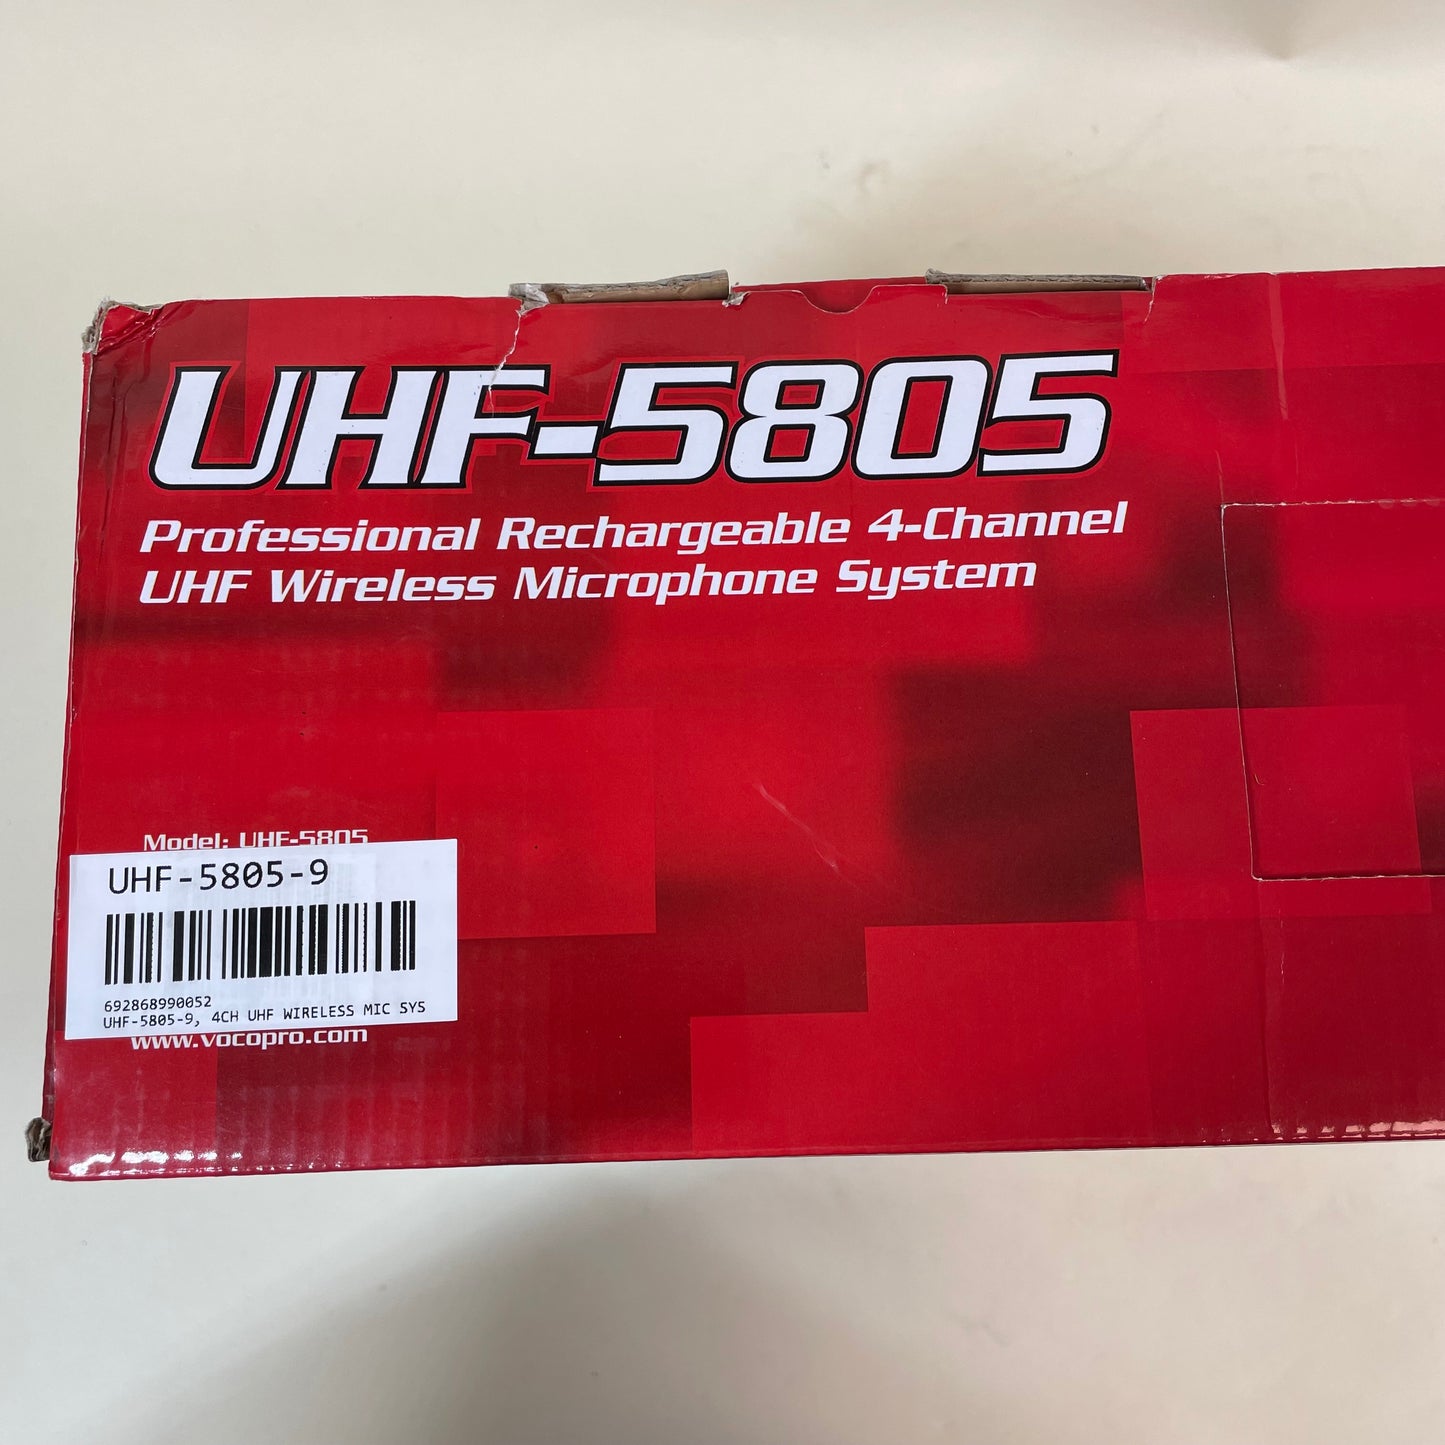 UHF-5805
Professional Rechargeable 4-Channel
UHF Wireless Microphone System
Model: UHF-5805
UHF-5805-9
692868990052
UHF-5805-9, 4CH UHF WIRELESS MIC SYS
www.vocopro.com